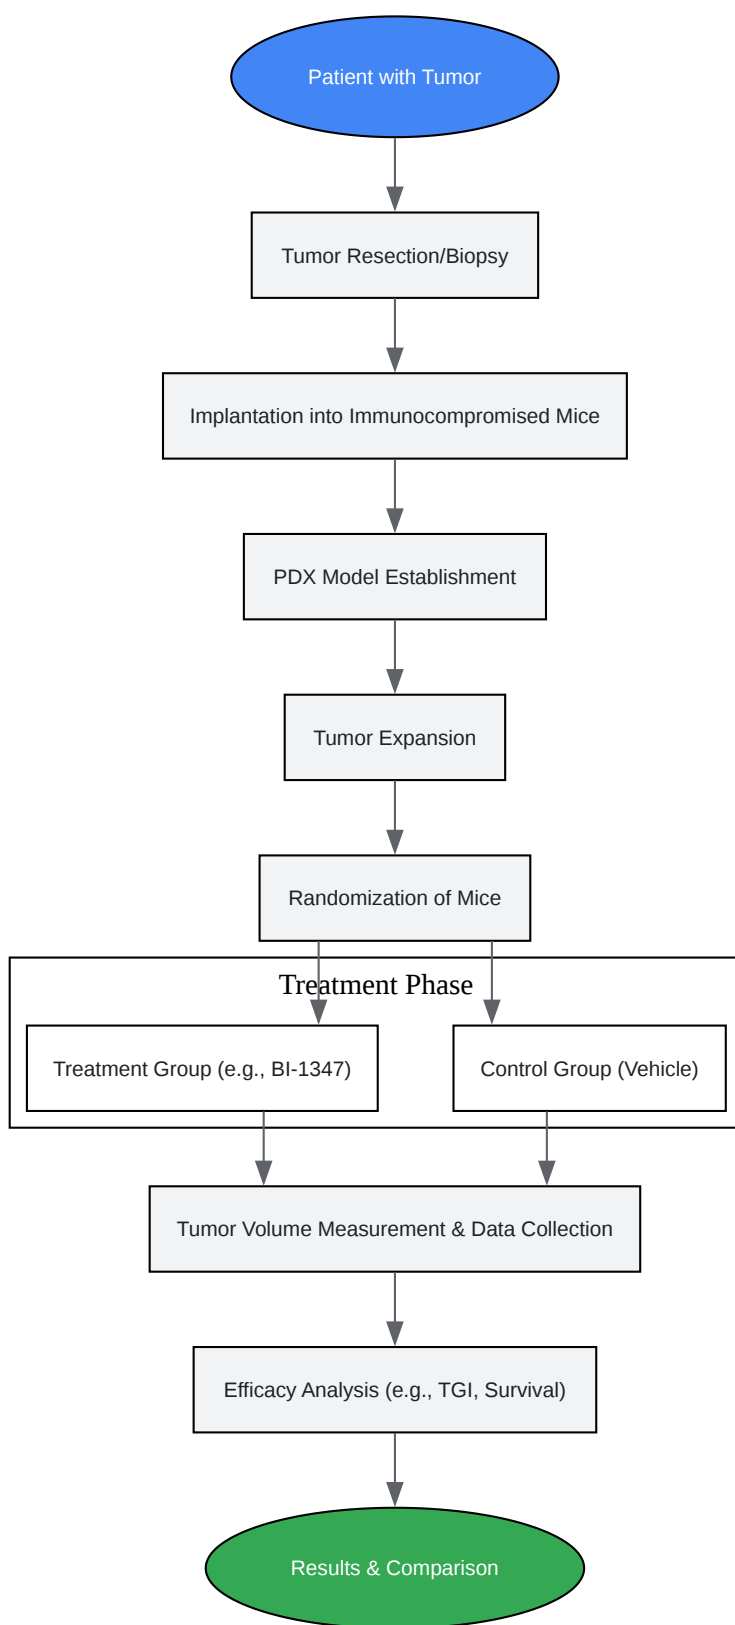 Patient with Tumor
Tumor Resection/Biopsy
Implantation into Immunocompromised Mice
PDX Model Establishment
Tumor Expansion
Randomization of Mice
Treatment Phase
Treatment Group (e.g., BI-1347)
Control Group (Vehicle)
Tumor Volume Measurement & Data Collection
Efficacy Analysis (e.g., TGI, Survival)
Results & Comparison